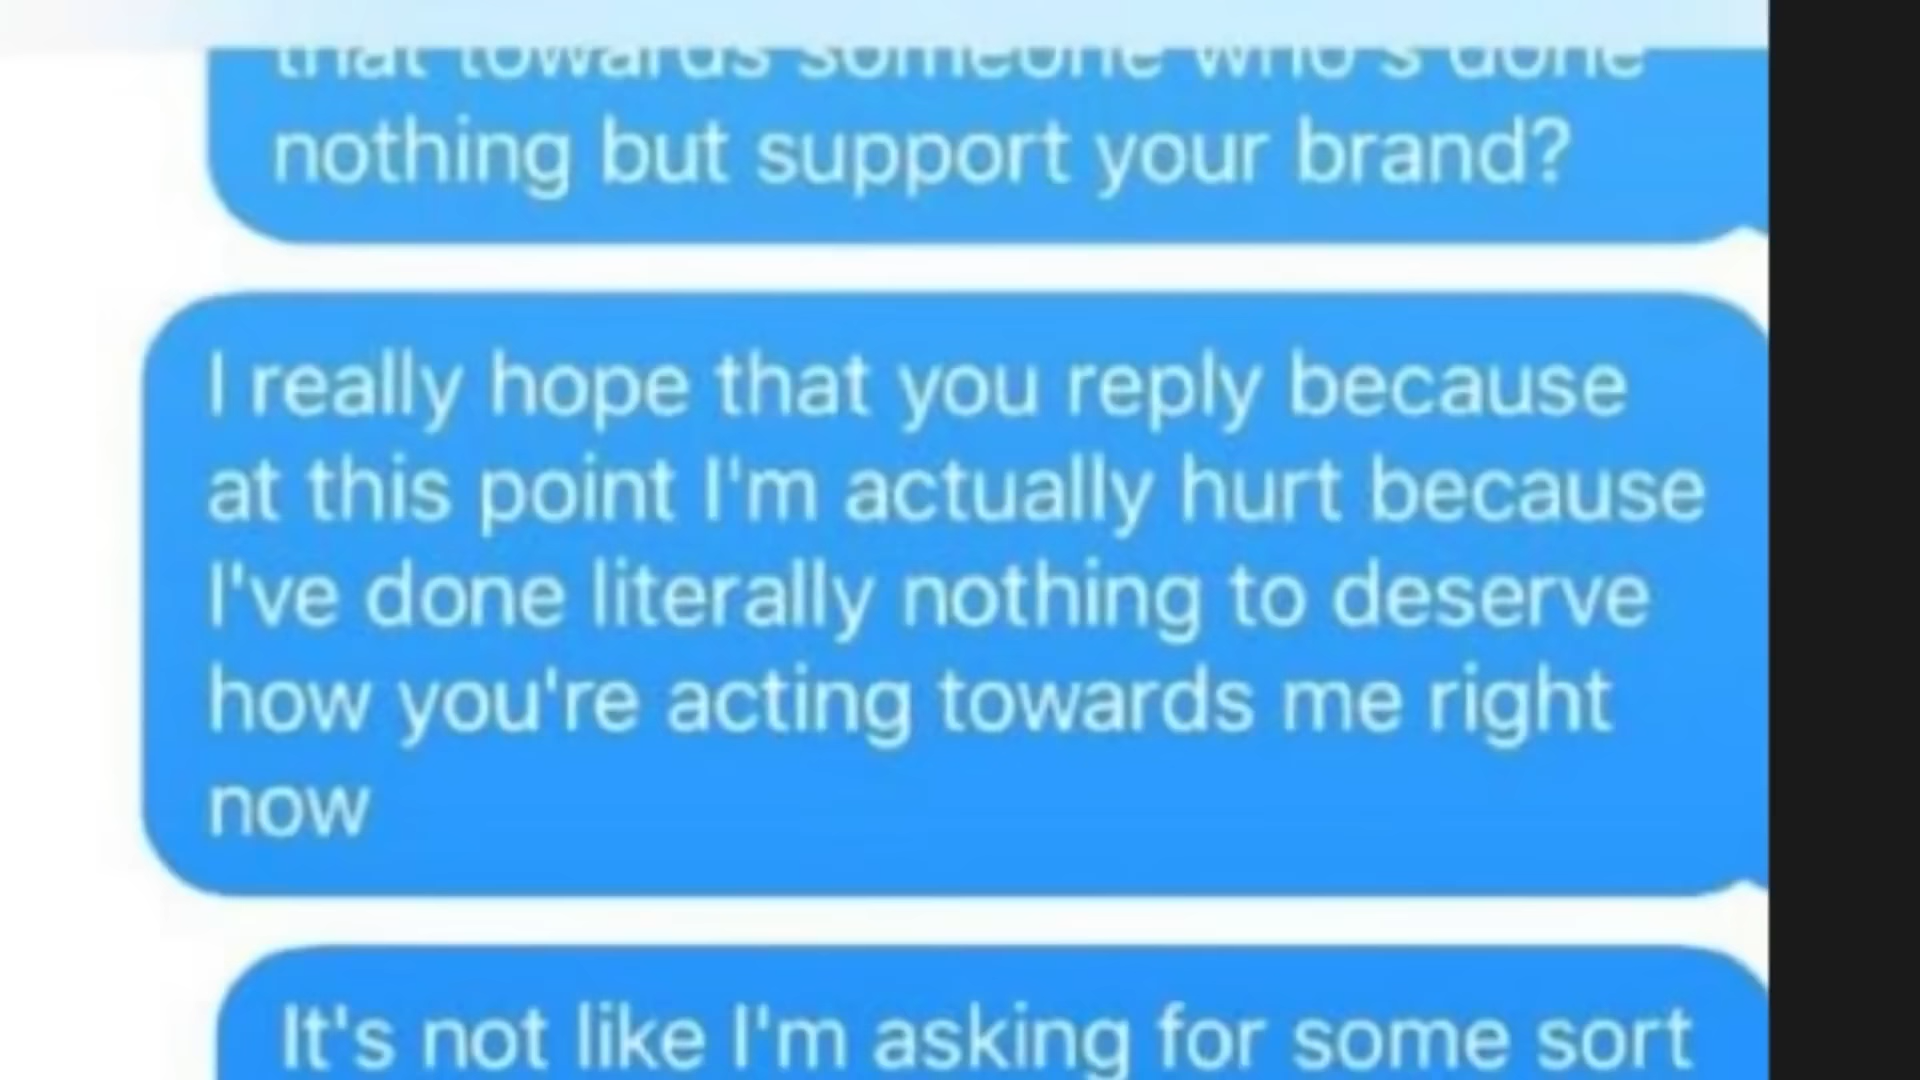 that towards someone who's done
nothing but support your brand?
I really hope that you reply because
at this point I'm actually hurt because
I've done literally nothing to deserve
how you're acting towards me right
now
It's not like I'm asking for some sort